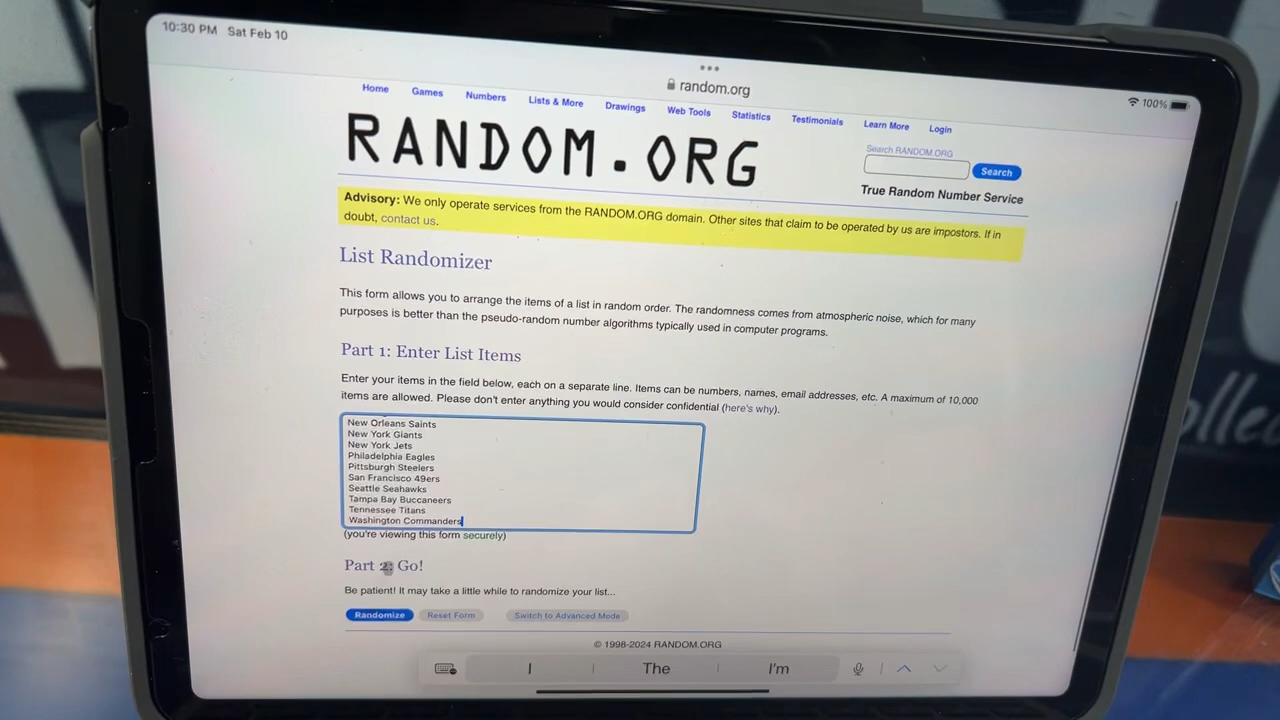 10:30 PM Sat Feb 10
random.org
100%
Home Games Numbers Lists & More Drawings Web Tools Statistics Testimonials Learn More Login
RANDOM.ORG
Search RANDOM.ORG
Search
True Random Number Service
Advisory: We only operate services from the RANDOM.ORG domain. Other sites that claim to be operated by us are impostors. If in
doubt, contact us.
List Randomizer
This form allows you to arrange the items of a list in random order. The randomness comes from atmospheric noise, which for many
purposes is better than the pseudo-random number algorithms typically used in computer programs.
Part 1: Enter List Items
Enter your items in the field below, each on a separate line. Items can be numbers, names, email addresses, etc. A maximum of 10,000
items are allowed. Please don't enter anything you would consider confidential (here's why).
New Orleans Saints
New York Giants
New York Jets
Philadelphia Eagles
Pittsburgh Steelers
San Francisco 49ers
Seattle Seahawks
Tampa Bay Buccaneers
Tennessee Titans
Washington Commanders
(you're viewing this form securely)
Part 2: Go!
Be patient! It may take a little while to randomize your list...
Randomize Reset Form Switch to Advanced Mode
© 1998-2024 RANDOM.ORG
I The I'm